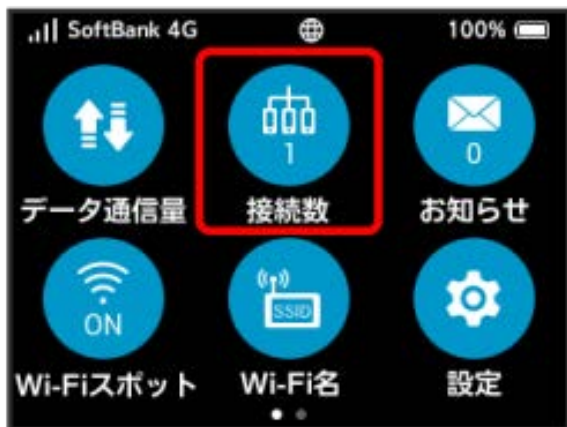 SoftBank 4G 100%
1 0
データ通信量 接続数 お知らせ
ON SSID
Wi-Fiスポット Wi-Fi名 設定